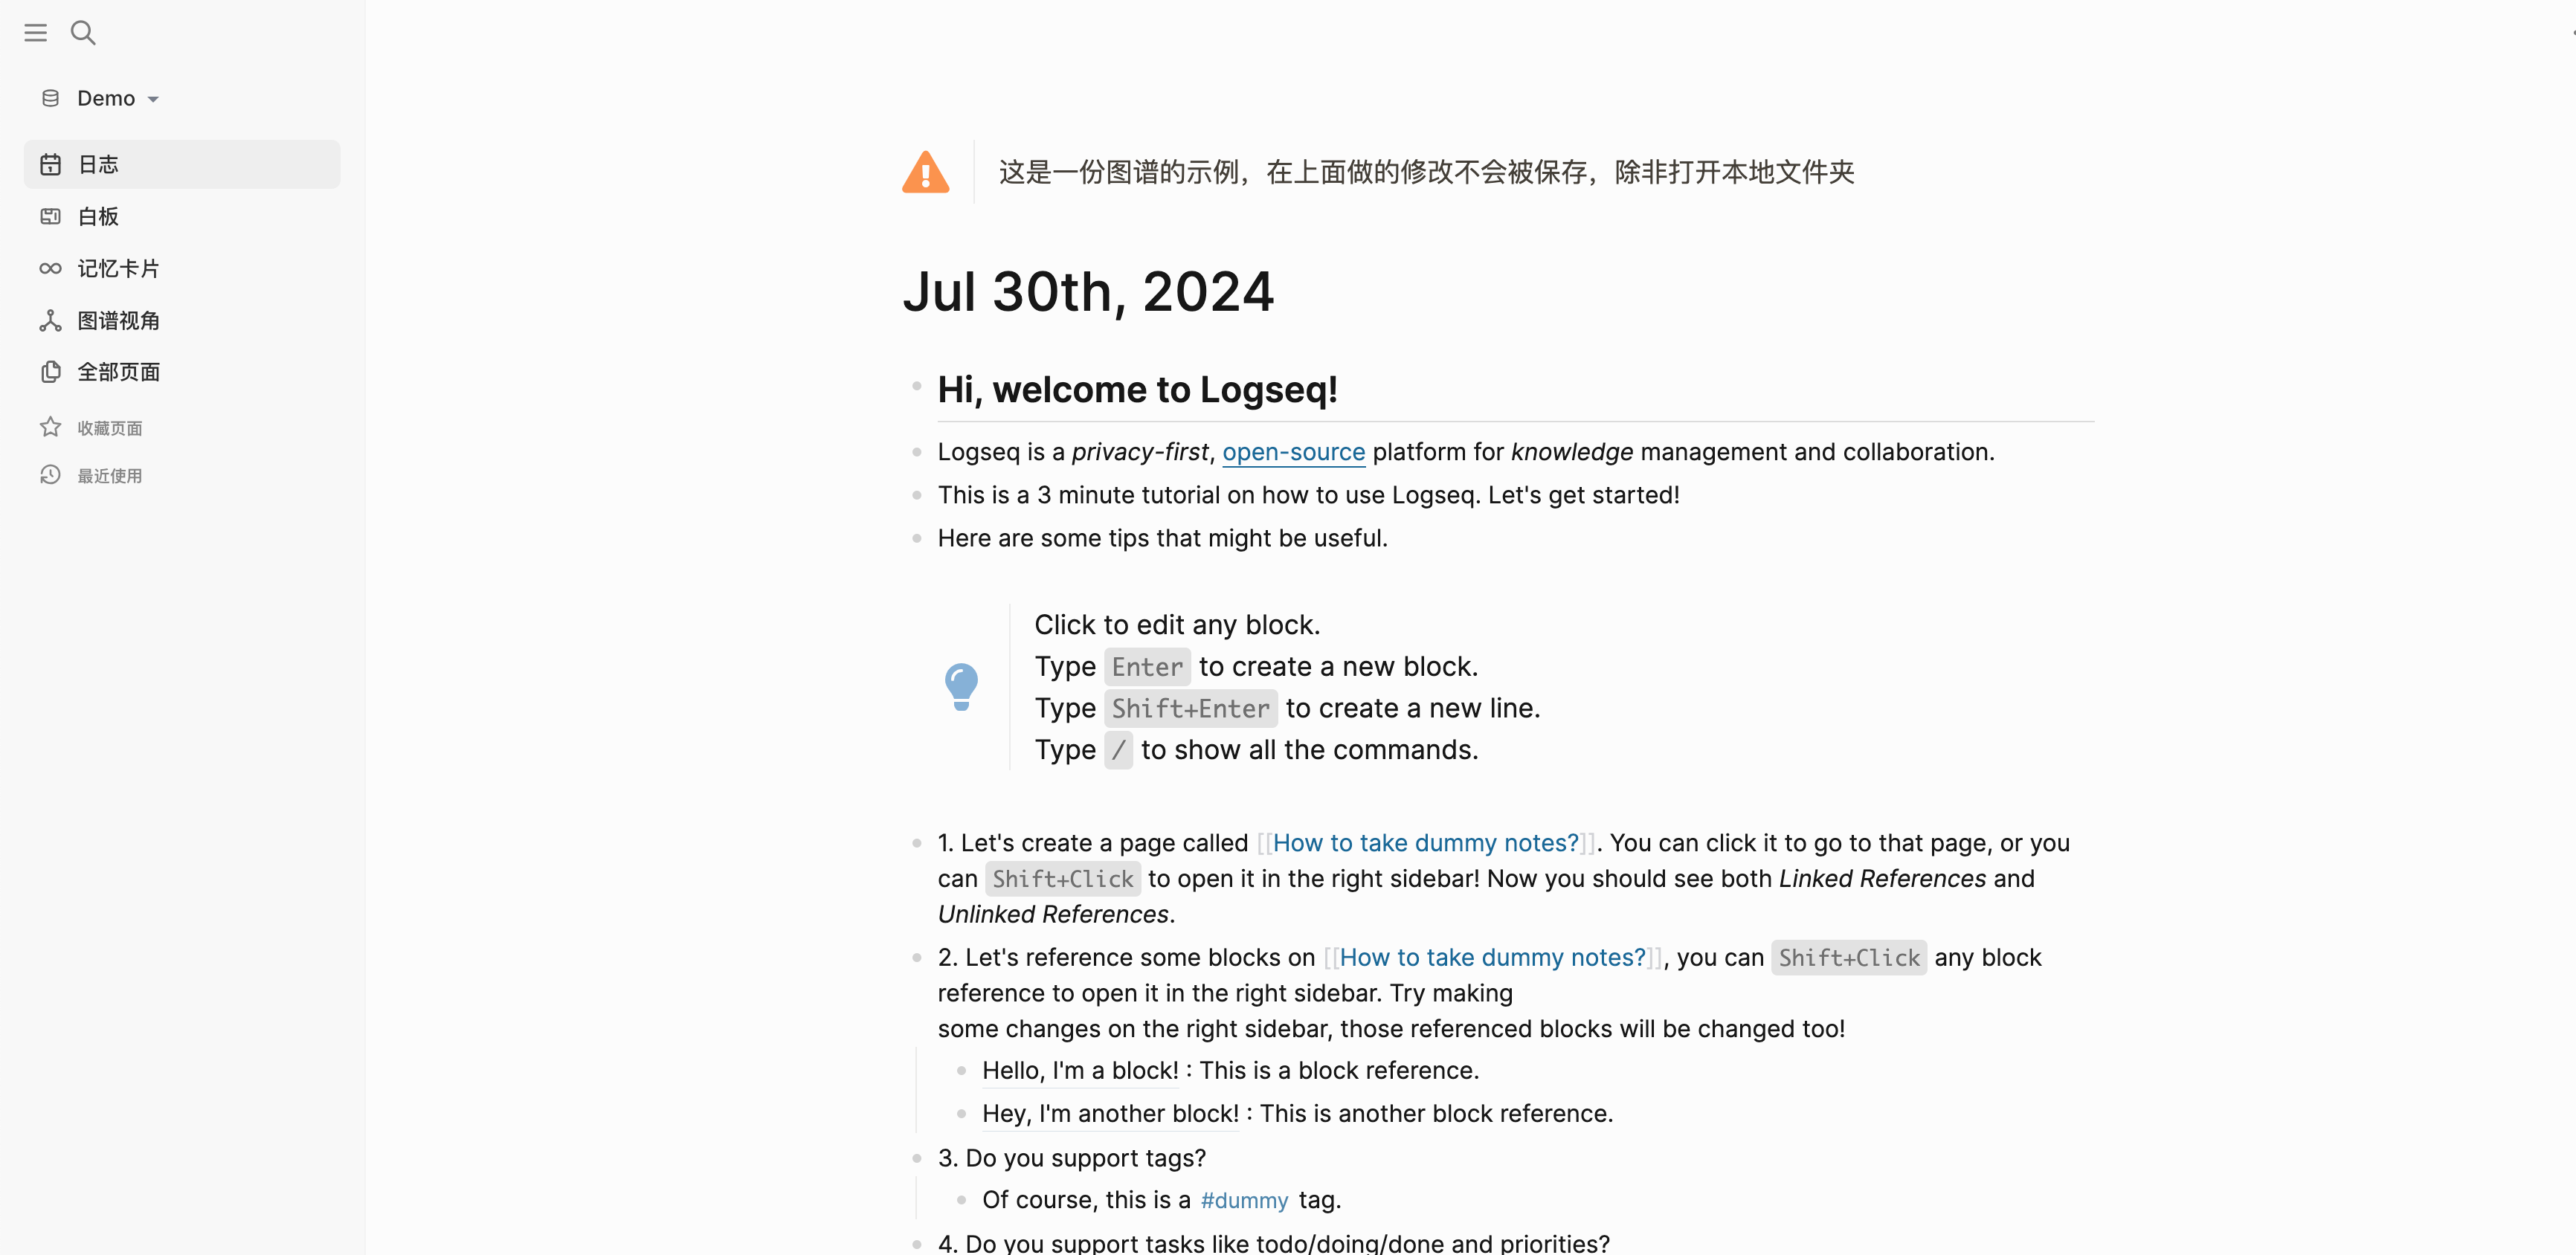 Demo
日志
白板
记忆卡片
图谱视角
全部页面
收藏页面
最近使用
这是一份图谱的示例，在上面做的修改不会被保存，除非打开本地文件夹
Jul 30th, 2024
Hi, welcome to Logseq!
Logseq is a privacy-first, open-source platform for knowledge management and collaboration.
This is a 3 minute tutorial on how to use Logseq. Let's get started!
Here are some tips that might be useful.
Click to edit any block.
Type Enter to create a new block.
Type Shift+Enter to create a new line.
Type / to show all the commands.
1. Let's create a page called [[How to take dummy notes?]]. You can click it to go to that page, or you
can Shift+Click to open it in the right sidebar! Now you should see both Linked References and
Unlinked References.
2. Let's reference some blocks on [[How to take dummy notes?]], you can Shift+Click any block
reference to open it in the right sidebar. Try making
some changes on the right sidebar, those referenced blocks will be changed too!
Hello, I'm a block! : This is a block reference.
Hey, I'm another block! : This is another block reference.
3. Do you support tags?
Of course, this is a #dummy tag.
4. Do you support tasks like todo/doing/done and priorities?